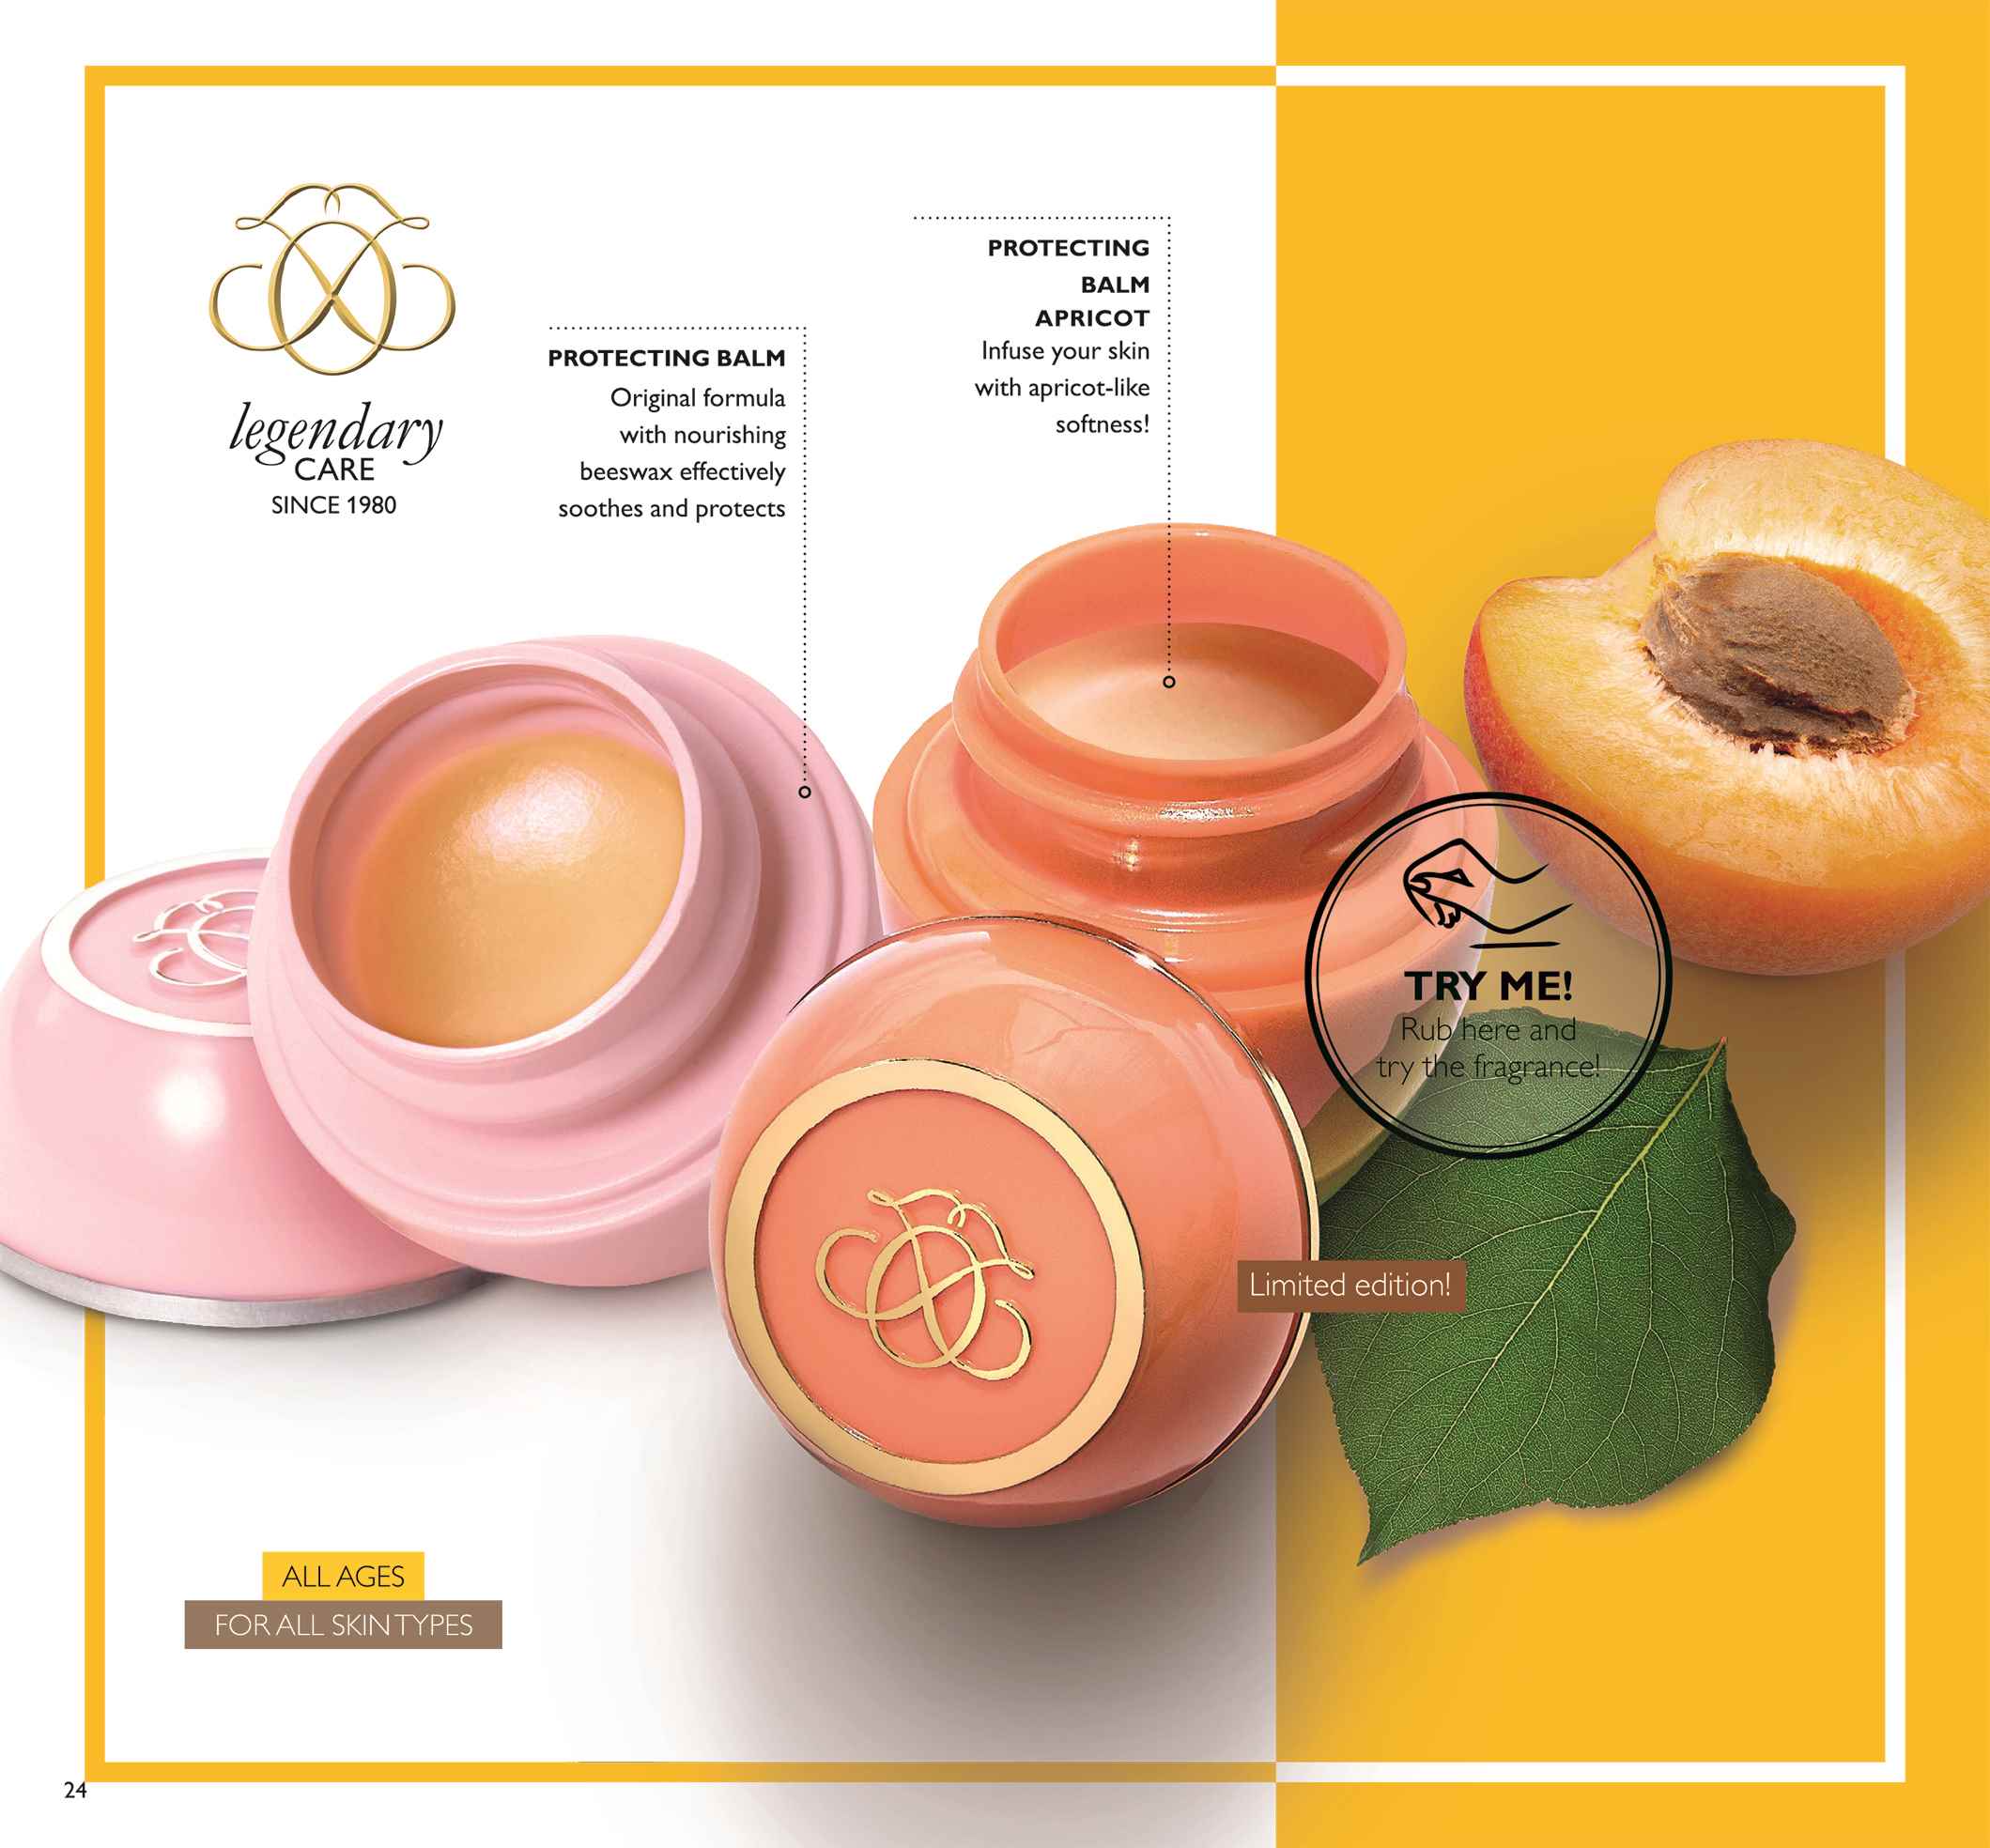 legendary
CARE
SINCE 1980
PROTECTING BALM
Original formula
with nourishing
beeswax effectively
soothes and protects
PROTECTING
BALM
APRICOT
Infuse your skin
with apricot-like
softness!
TRY ME!
Rub here and
try the fragrance!
Limited edition!
ALL AGES
FOR ALL SKIN TYPES
24